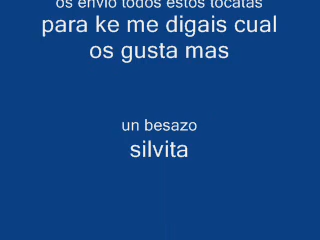 os envio todos estos tocatas
para ke me digais cual
os gusta mas
un besazo
silvita